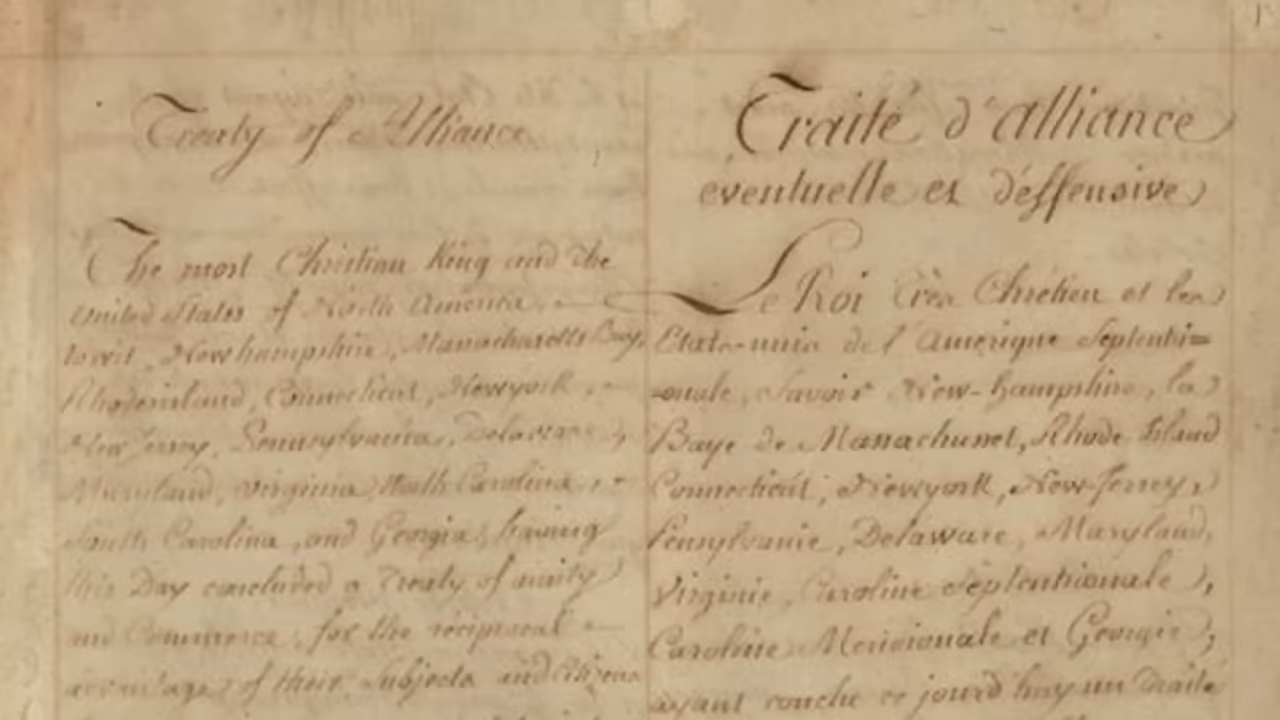 Treaty of Alliance
The most Christian King and the
United States of North America,
to wit, Newhampshire, Massachusetts Bay,
Rhodeisland, Connecticut, Newyork,
New Jersey, Pennsylvania, Delaware,
Maryland, Virginia, North Carolina,
South Carolina, and Georgia, having
this Day concluded a Treaty of amity
and Commerce, for the reciprocal
advantage of their Subjects and Citizens
Traité d'alliance
eventuelle et déffensive
Le Roi très Chrétien et les
Etats-unis de l'Amerique Septentri=
=onale, Savoir New-hampshire, la
Baye de Massachusset, Rhode Island
Connecticut, Newyork, New-Jersey,
Pensylvanie, Delaware, Maryland,
Virginie, Caroline Septentrionale,
Caroline Meridionale et Georgie,
ayant conclu ce jourd'huy un Traité